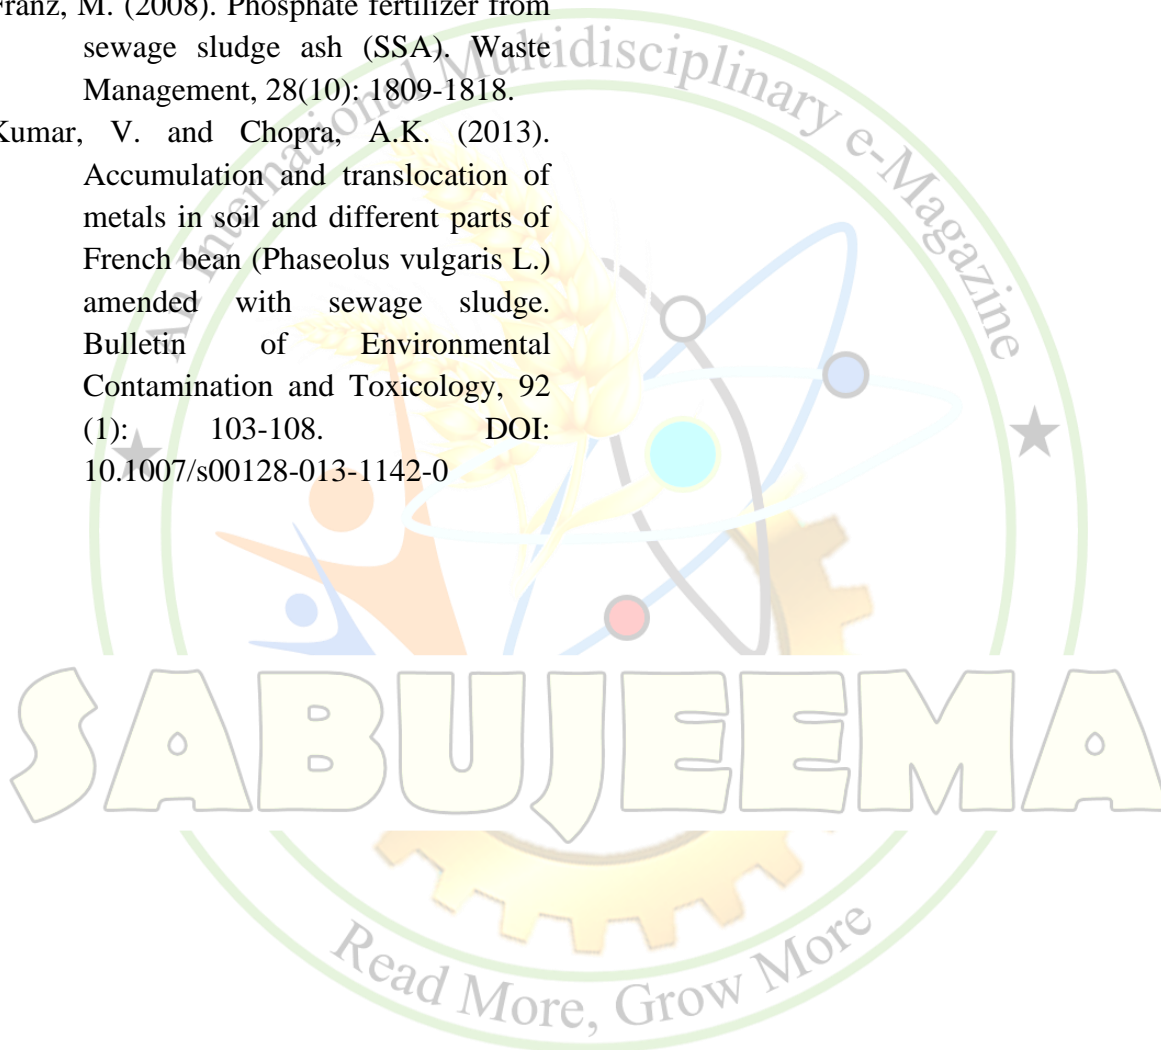 Franz, M. (2008). Phosphate fertilizer from
sewage sludge ash (SSA). Waste
Management, 28(10): 1809-1818.
Kumar, V. and Chopra, A.K. (2013).
Accumulation and translocation of
metals in soil and different parts of
French bean (Phaseolus vulgaris L.)
amended with sewage sludge.
Bulletin of Environmental
Contamination and Toxicology, 92
(1): 103-108. DOI:
10.1007/s00128-013-1142-0
An International Multidisciplinary e-Magazine
SABUJEEMA
Read More, Grow More